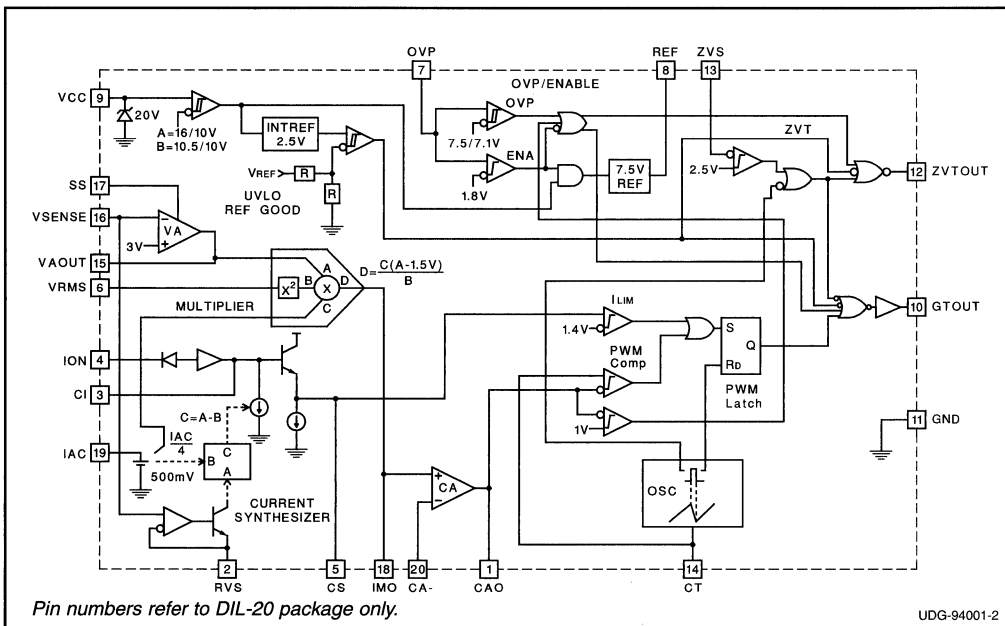 OVP
7
REF
8
ZVS
13
OVP/ENABLE
VCC
9
20V
A=16/10V
B=10.5/10V
INTREF
2.5V
OVP
7.5/7.1V
ENA
1.8V
7.5V
REF
ZVT
2.5V
12
ZVTOUT
VREF
R
R
UVLO
REF GOOD
SS
17
VSENSE
16
VA
3V
- +
VAOUT
15
VRMS
6
X²
MULTIPLIER
A
B
X
D
C
D= C(A-1.5V)
B
ILIM
1.4V
10
GTOUT
ION
4
CI
3
PWM
Comp
S
Q
RD
PWM
Latch
1V
11
GND
C=A-B
IAC
19
IAC
4
500mV
B
C
A
CURRENT
SYNTHESIZER
+
CA
-
OSC
2
RVS
5
CS
18
IMO
20
CA-
1
CAO
14
CT
Pin numbers refer to DIL-20 package only.
UDG-94001-2